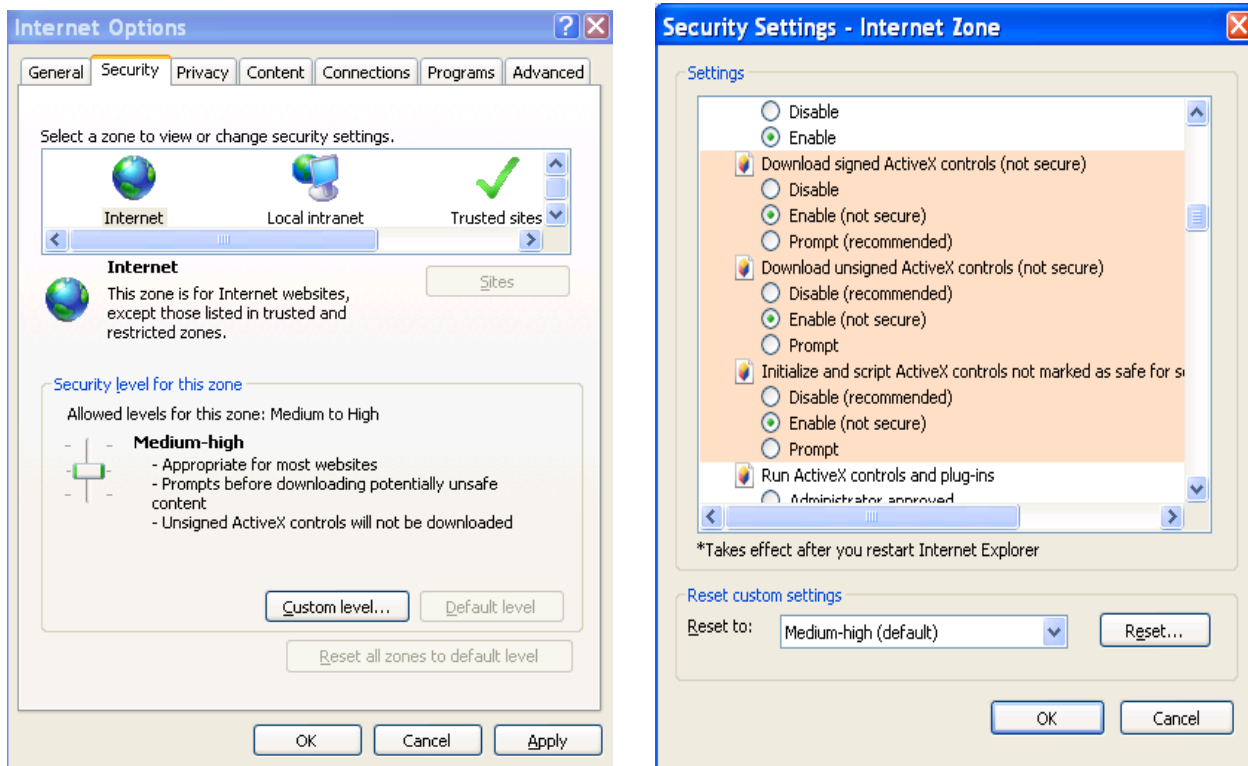 Internet Options
General Security Privacy Content Connections Programs Advanced
Select a zone to view or change security settings.
Internet Local intranet Trusted sites
Internet
Sites
This zone is for Internet websites,
except those listed in trusted and
restricted zones.
Security level for this zone
Allowed levels for this zone: Medium to High
Medium-high
- Appropriate for most websites
- Prompts before downloading potentially unsafe
content
- Unsigned ActiveX controls will not be downloaded
Custom level... Default level
Reset all zones to default level
OK Cancel Apply
Security Settings - Internet Zone
Settings
Disable
Enable
Download signed ActiveX controls (not secure)
Disable
Enable (not secure)
Prompt (recommended)
Download unsigned ActiveX controls (not secure)
Disable (recommended)
Enable (not secure)
Prompt
Initialize and script ActiveX controls not marked as safe for
Disable (recommended)
Enable (not secure)
Prompt
Run ActiveX controls and plug-ins
Administrator approved
*Takes effect after you restart Internet Explorer
Reset custom settings
Reset to: Medium-high (default) Reset...
OK Cancel